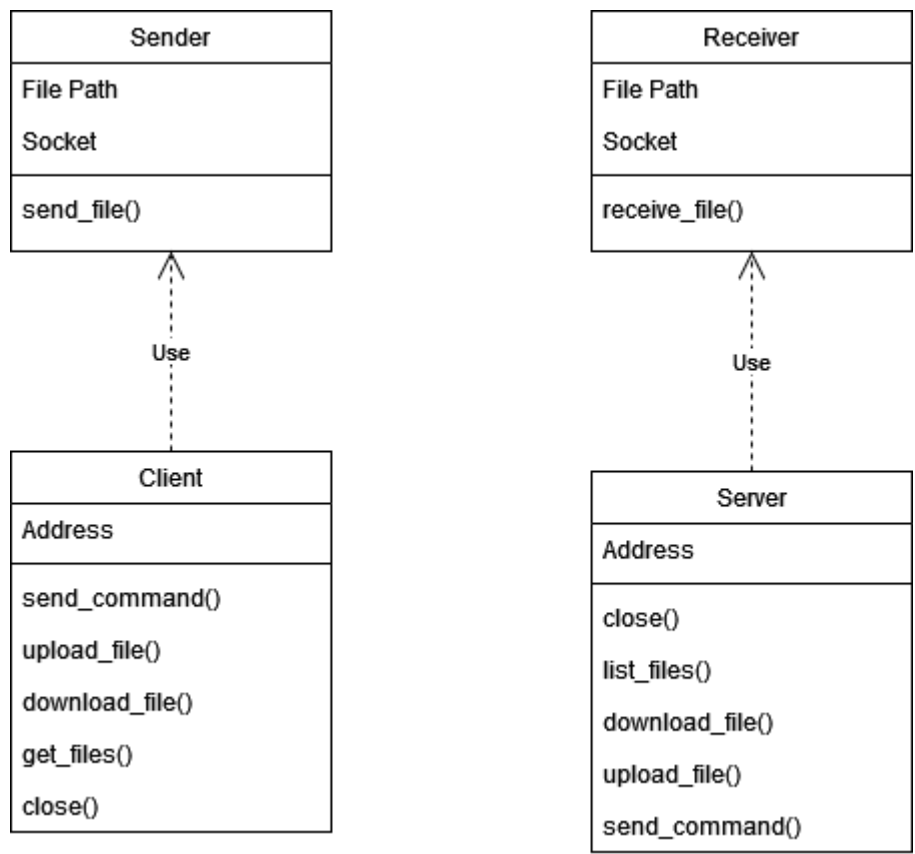 Sender
File Path
Socket
send_file()
Use
Client
Address
send_command()
upload_file()
download_file()
get_files()
close()
Receiver
File Path
Socket
receive_file()
Use
Server
Address
close()
list_files()
download_file()
upload_file()
send_command()